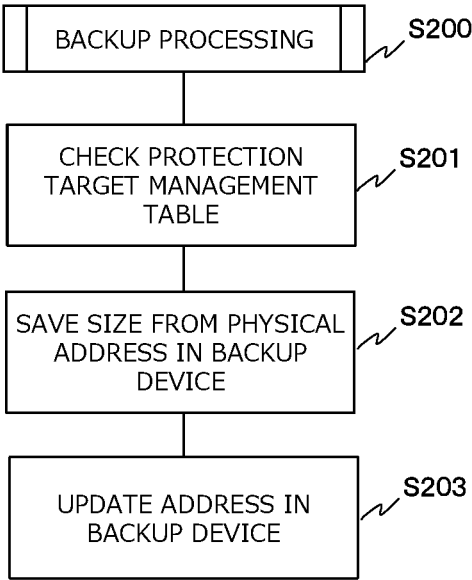 BACKUP PROCESSING
S200
CHECK PROTECTION
TARGET MANAGEMENT
TABLE
S201
SAVE SIZE FROM PHYSICAL
ADDRESS IN BACKUP
DEVICE
S202
UPDATE ADDRESS IN
BACKUP DEVICE
S203